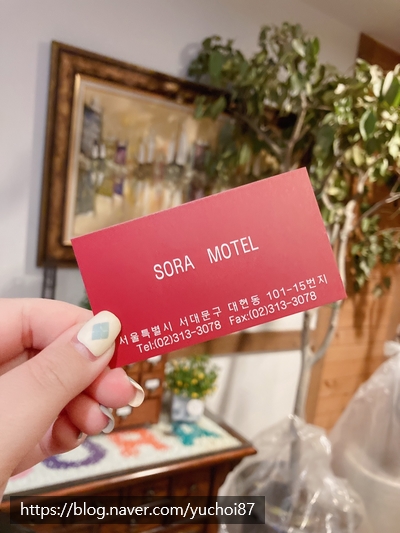 SORA MOTEL
서울특별시 서대문구 대현동 101-15번지
Tel:(02)313-3078 Fax:(02)313-3078
https://blog.naver.com/yuchoi87